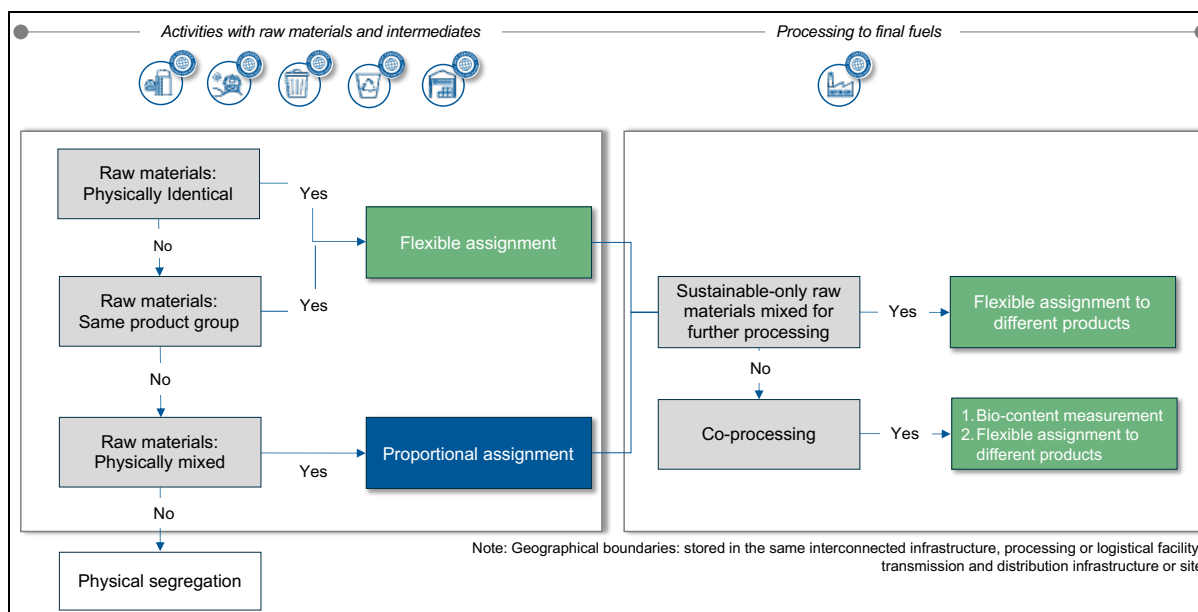 Activities with raw materials and intermediates
Processing to final fuels
Raw materials:
Physically Identical
Yes
No
Flexible assignment
Raw materials:
Same product group
Yes
No
Raw materials:
Physically mixed
Yes
Proportional assignment
No
Physical segregation
Sustainable-only raw
materials mixed for
further processing
Yes
Flexible assignment to
different products
No
Co-processing
Yes
1. Bio-content measurement
2. Flexible assignment to
different products
Note: Geographical boundaries: stored in the same interconnected infrastructure, processing or logistical facility,
transmission and distribution infrastructure or site